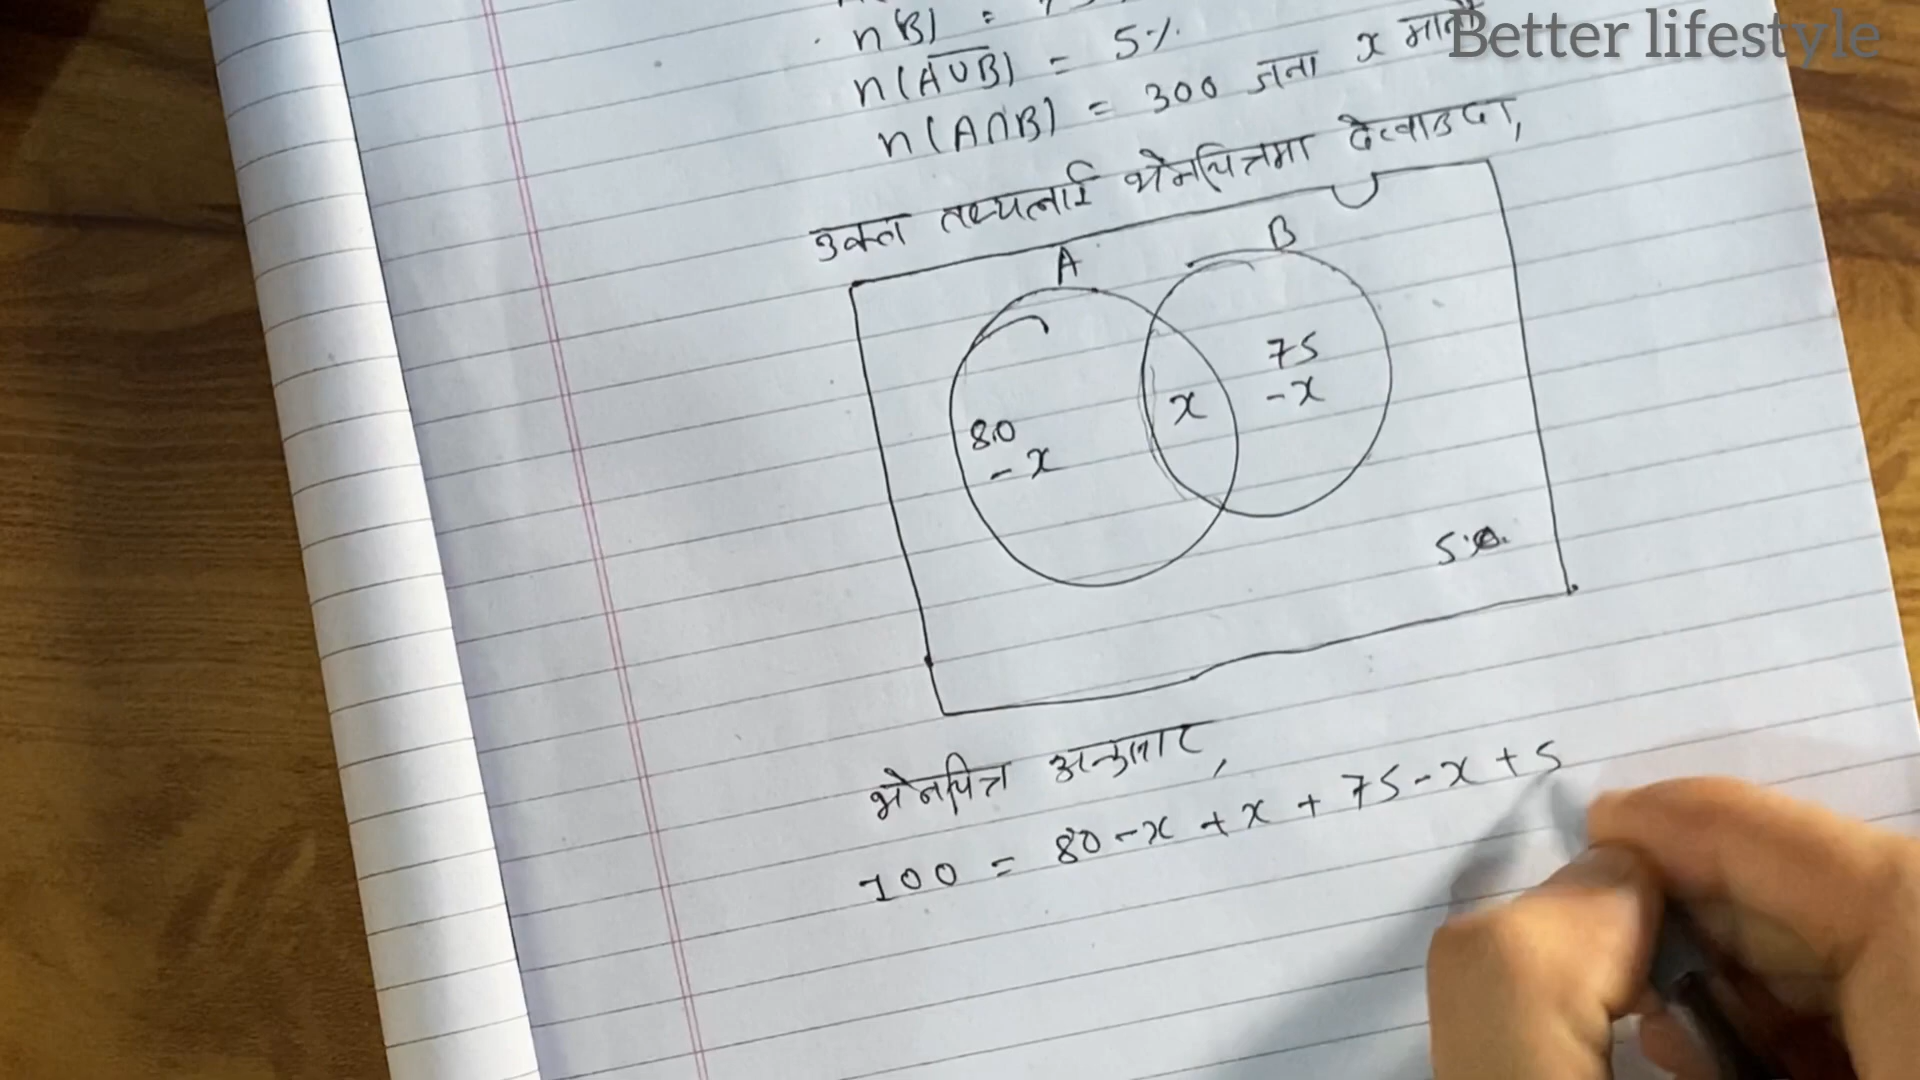 Better lifestyle
n(B) =
n(A∪B)̅ = 5%
n(A∩B) = 300 जना x मानौं
उक्त तथ्यलाई भेनचित्रमा देखाउदा,
U
A
B
80
- x
x
75
- x
5
भेनचित्र अनुसार,
100 = 80 - x + x + 75 - x + 5